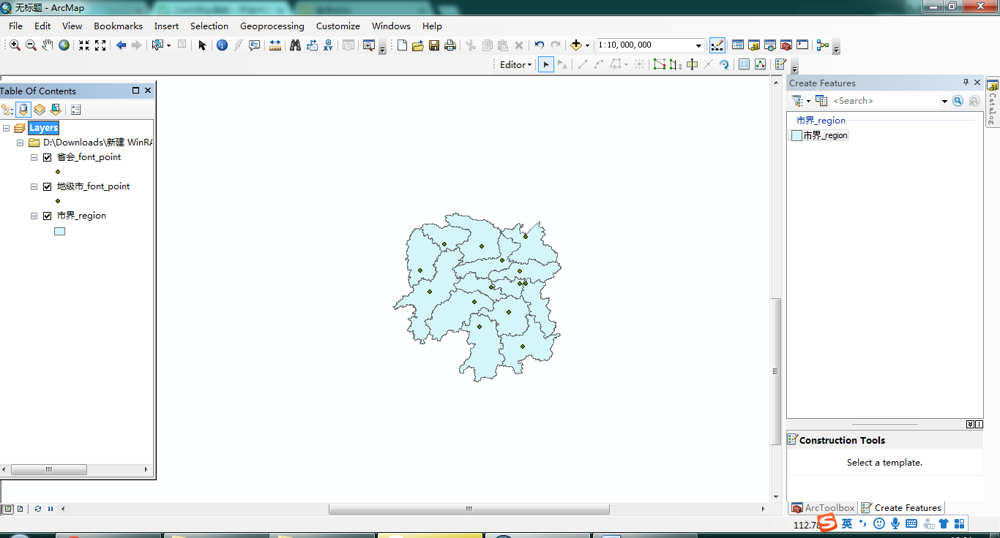 无标题 - ArcMap
File Edit View Bookmarks Insert Selection Geoprocessing Customize Windows Help
1:10,000,000
Editor
Table Of Contents
Layers
D:\Downloads\新建 WinRA
省会_font_point
地级市_font_point
市界_region
Create Features
<Search>
市界_region
市界_region
Catalog
Construction Tools
Select a template.
ArcToolbox
Create Features
112.78
英